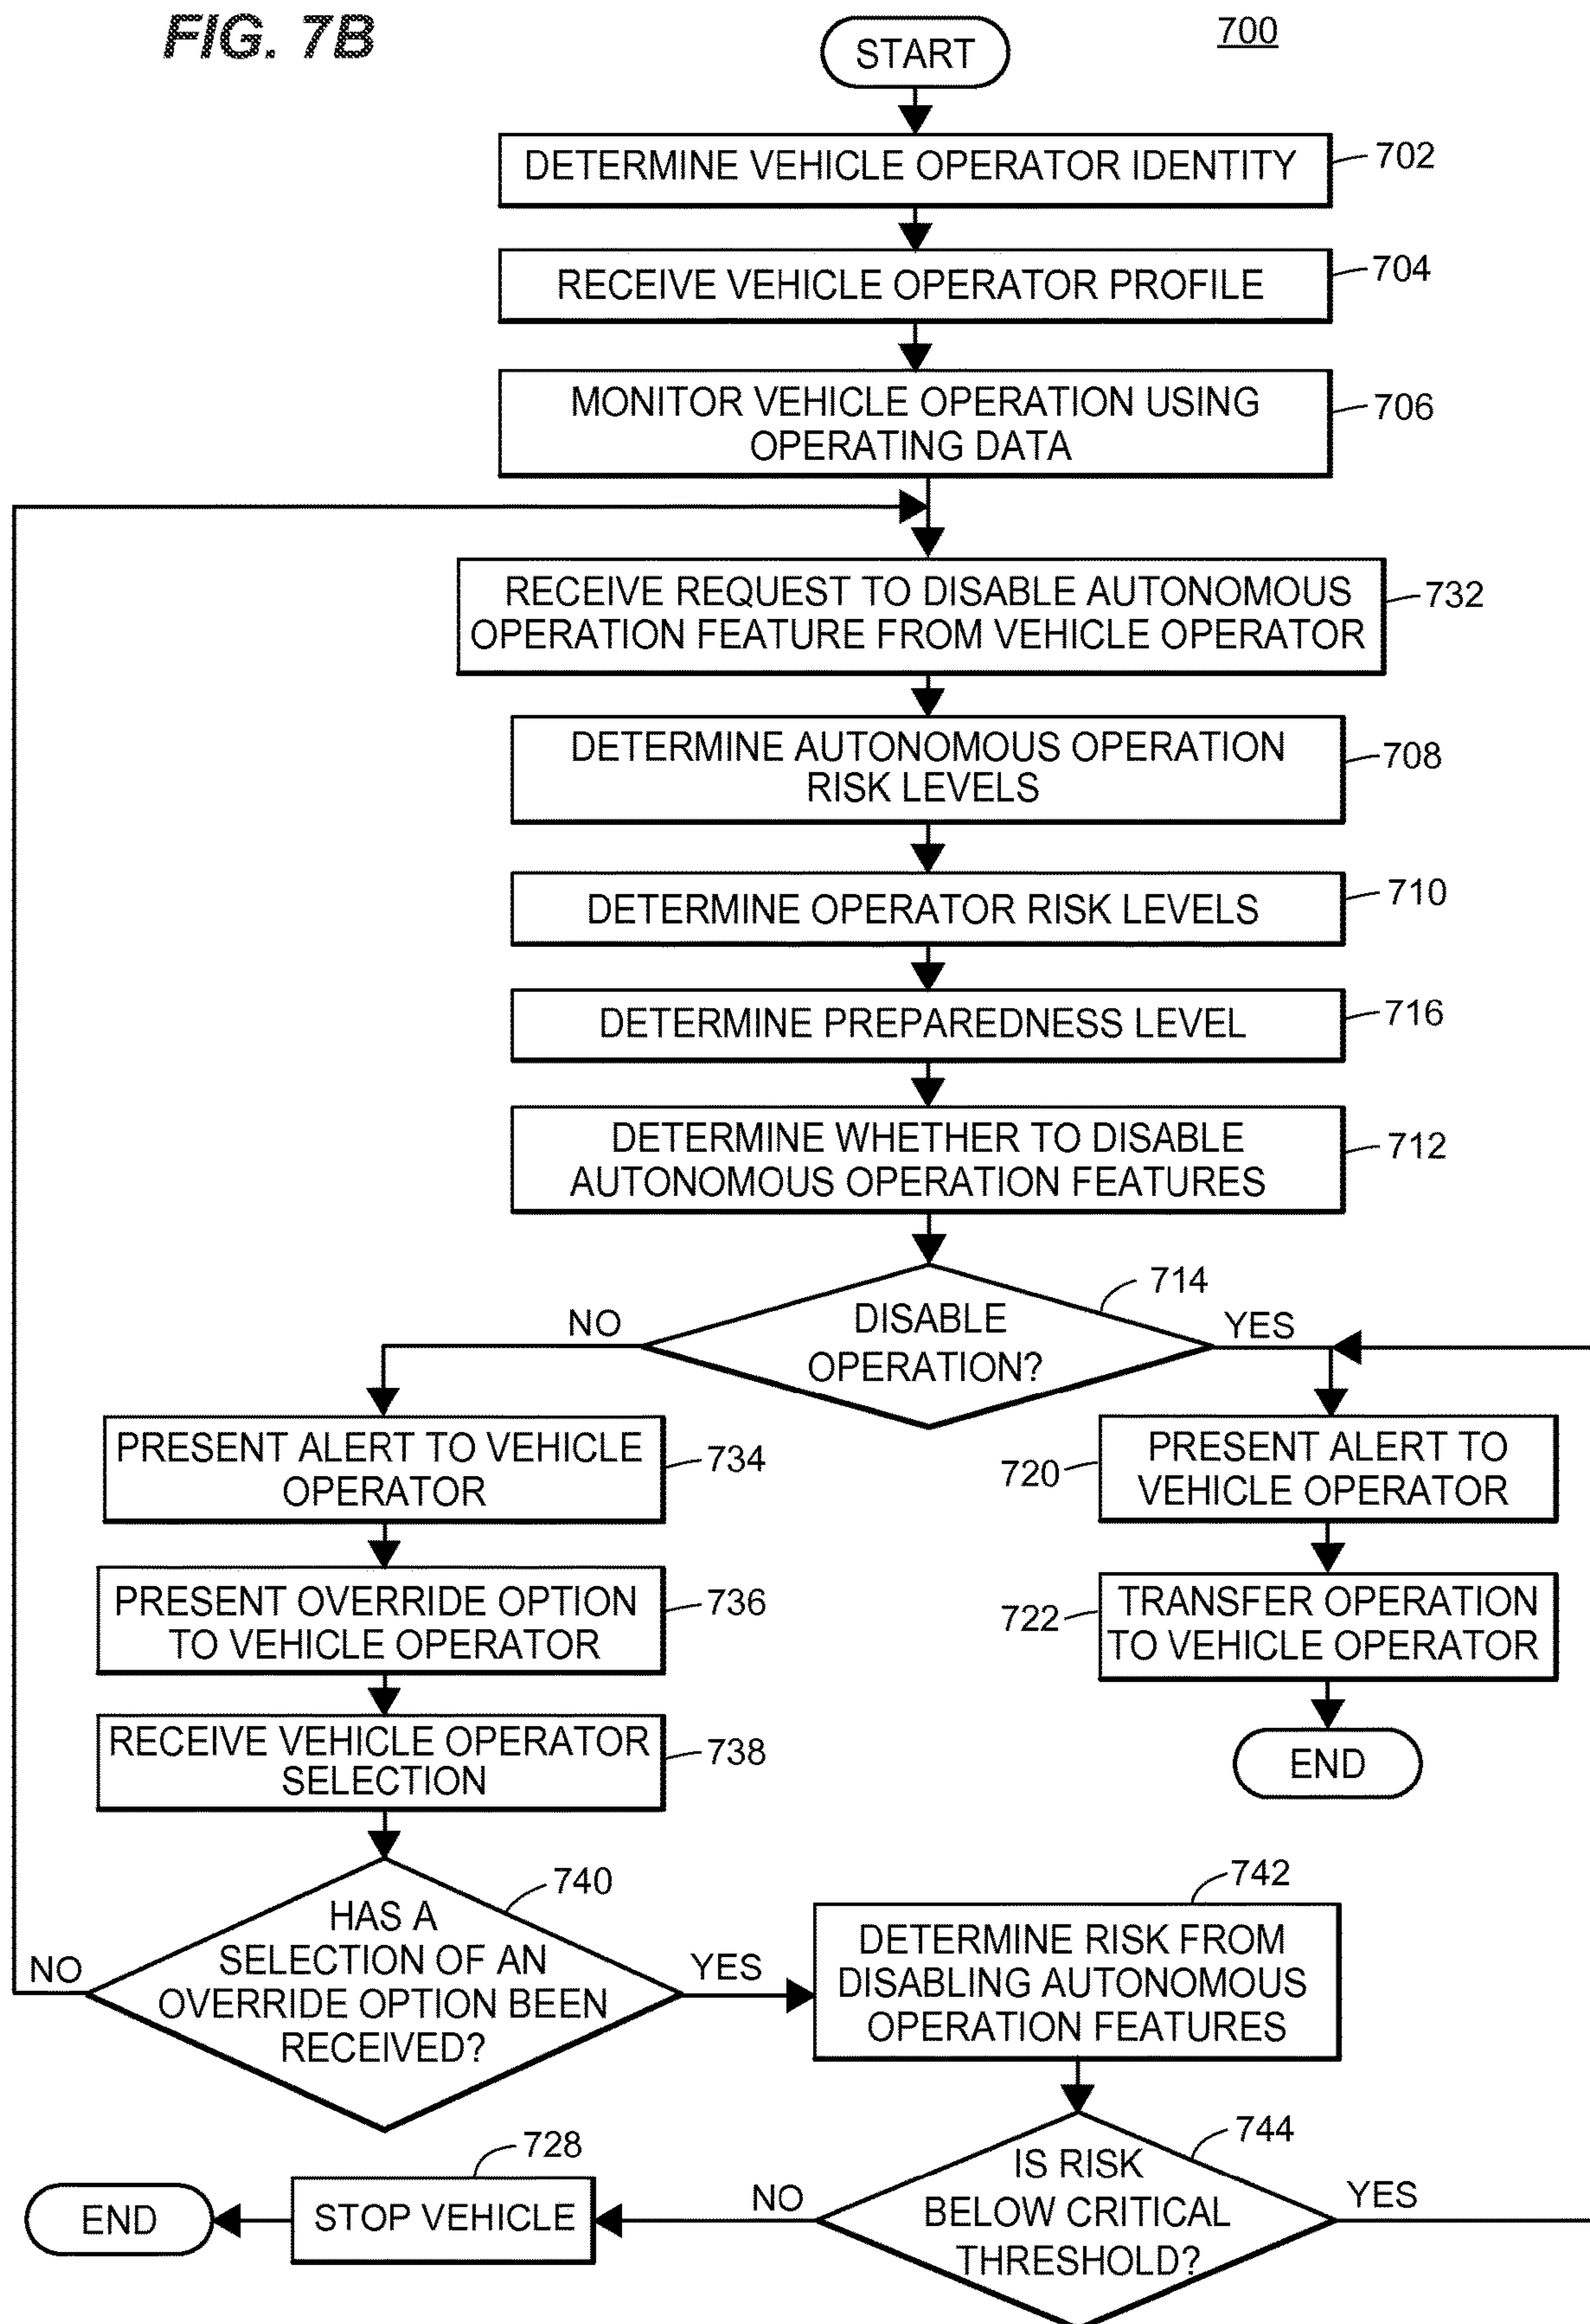 FIG. 7B
700
START
DETERMINE VEHICLE OPERATOR IDENTITY
702
RECEIVE VEHICLE OPERATOR PROFILE
704
MONITOR VEHICLE OPERATION USING
OPERATING DATA
706
RECEIVE REQUEST TO DISABLE AUTONOMOUS
OPERATION FEATURE FROM VEHICLE OPERATOR
732
DETERMINE AUTONOMOUS OPERATION
RISK LEVELS
708
DETERMINE OPERATOR RISK LEVELS
710
DETERMINE PREPAREDNESS LEVEL
716
DETERMINE WHETHER TO DISABLE
AUTONOMOUS OPERATION FEATURES
712
DISABLE
OPERATION?
714
NO
YES
PRESENT ALERT TO VEHICLE
OPERATOR
734
PRESENT ALERT TO
VEHICLE OPERATOR
720
PRESENT OVERRIDE OPTION
TO VEHICLE OPERATOR
736
TRANSFER OPERATION
TO VEHICLE OPERATOR
722
RECEIVE VEHICLE OPERATOR
SELECTION
738
END
HAS A
SELECTION OF AN
OVERRIDE OPTION BEEN
RECEIVED?
740
NO
YES
DETERMINE RISK FROM
DISABLING AUTONOMOUS
OPERATION FEATURES
742
IS RISK
BELOW CRITICAL
THRESHOLD?
744
NO
YES
STOP VEHICLE
728
END